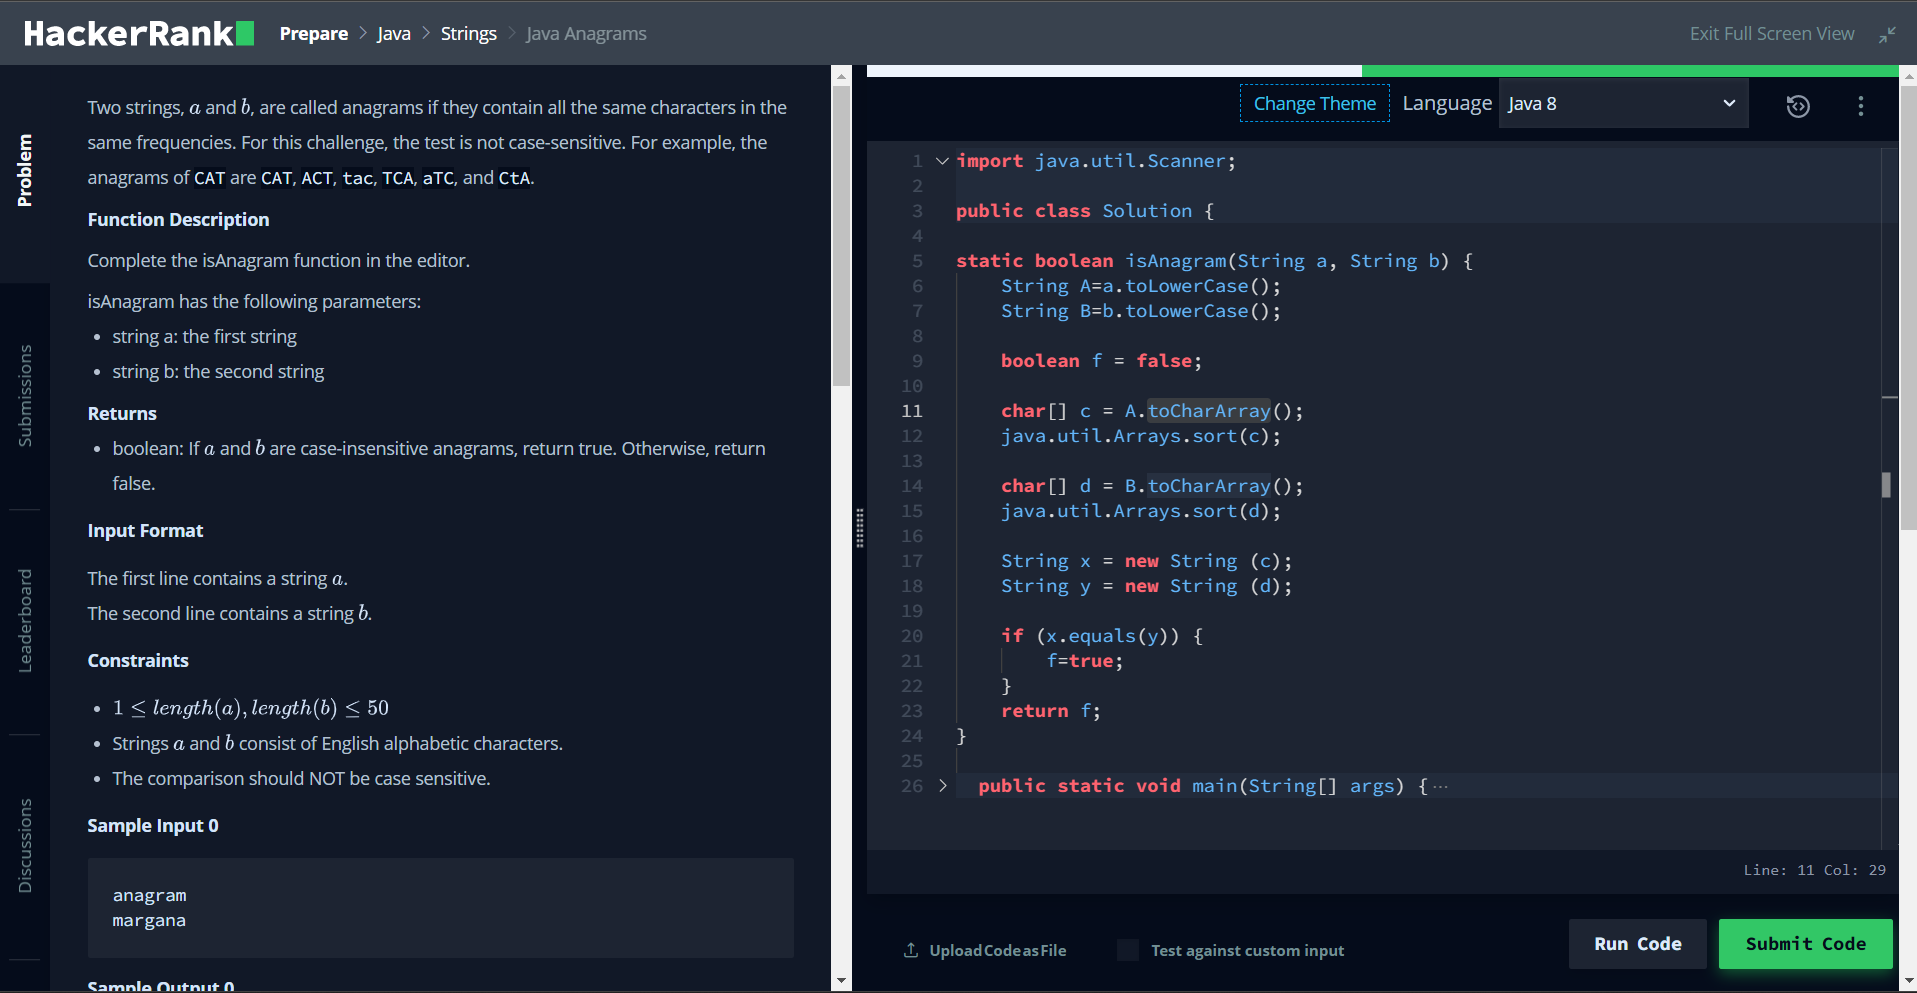 HackerRank
Prepare > Java > Strings > Java Anagrams
Exit Full Screen View
Problem
Submissions
Leaderboard
Discussions
Two strings, a and b, are called anagrams if they contain all the same characters in the
same frequencies. For this challenge, the test is not case-sensitive. For example, the
anagrams of CAT are CAT, ACT, tac, TCA, aTC, and CtA.
Function Description
Complete the isAnagram function in the editor.
isAnagram has the following parameters:
• string a: the first string
• string b: the second string
Returns
• boolean: If a and b are case-insensitive anagrams, return true. Otherwise, return
false.
Input Format
The first line contains a string a.
The second line contains a string b.
Constraints
• 1 ≤ length(a), length(b) ≤ 50
• Strings a and b consist of English alphabetic characters.
• The comparison should NOT be case sensitive.
Sample Input 0
anagram
margana
Sample Output 0
Change Theme Language Java 8
1 import java.util.Scanner;
2
3 public class Solution {
4
5 static boolean isAnagram(String a, String b) {
6     String A=a.toLowerCase();
7     String B=b.toLowerCase();
8
9     boolean f = false;
10
11     char[] c = A.toCharArray();
12     java.util.Arrays.sort(c);
13
14     char[] d = B.toCharArray();
15     java.util.Arrays.sort(d);
16
17     String x = new String (c);
18     String y = new String (d);
19
20     if (x.equals(y)) {
21         f=true;
22     }
23     return f;
24 }
25
26   public static void main(String[] args) {···
Line: 11 Col: 29
Upload Code as File
Test against custom input
Run Code
Submit Code